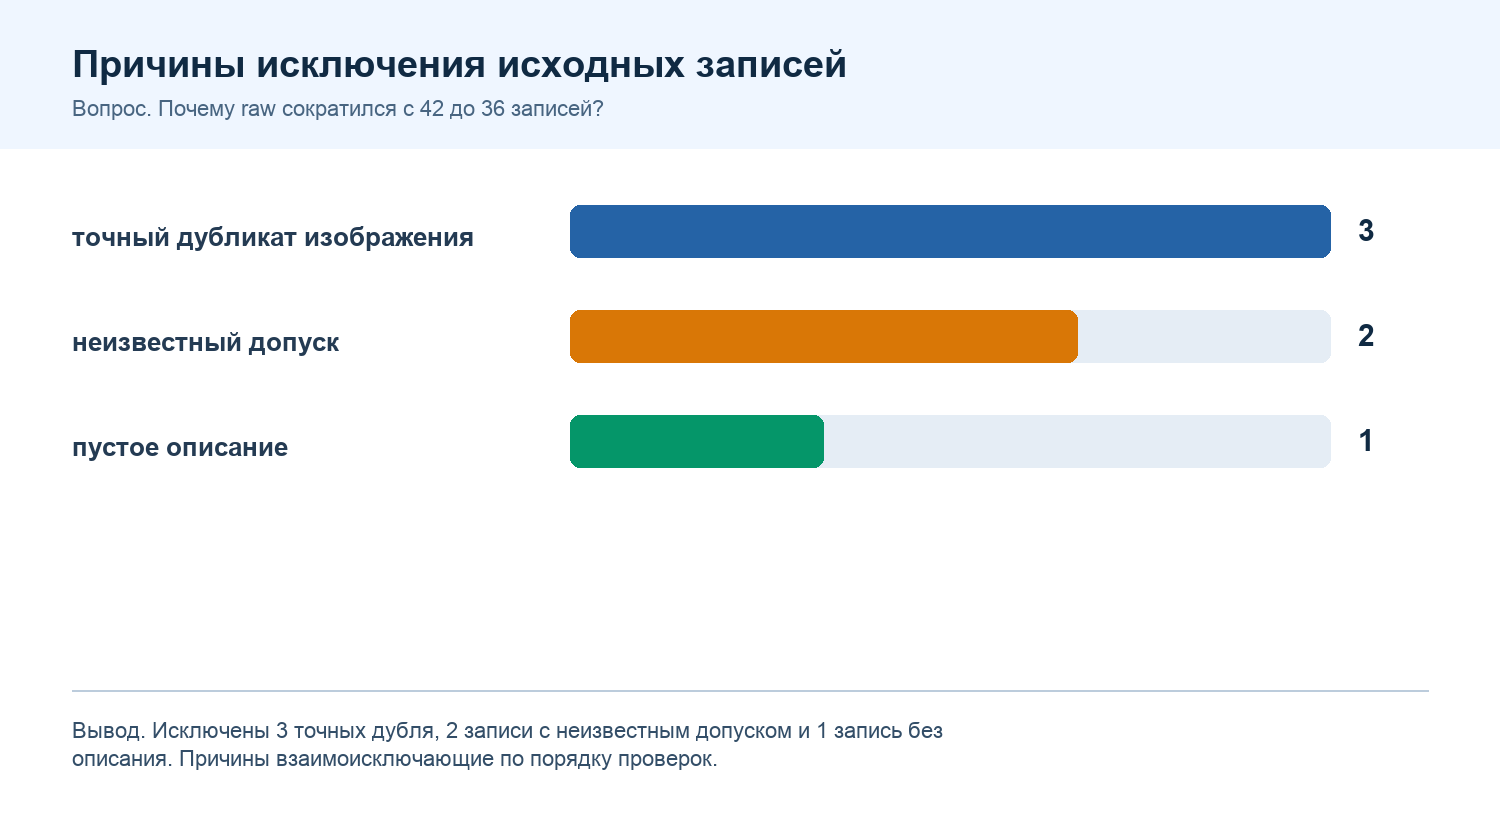 Причины исключения исходных записей
Вопрос. Почему raw сократился с 42 до 36 записей?
точный дубликат изображения
3
неизвестный допуск
2
пустое описание
1
Вывод. Исключены 3 точных дубля, 2 записи с неизвестным допуском и 1 запись без
описания. Причины взаимоисключающие по порядку проверок.